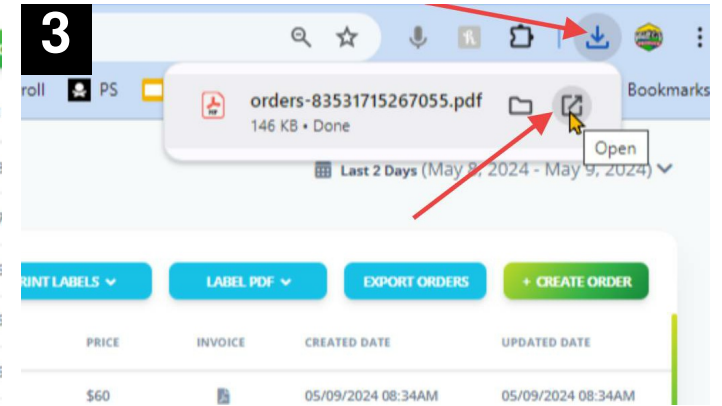 3
roll PS Bookmarks
orders-83531715267055.pdf
146 KB • Done
Open
Last 2 Days (May 8, 2024 - May 9, 2024)
RINT LABELS LABEL PDF EXPORT ORDERS + CREATE ORDER
PRICE INVOICE CREATED DATE UPDATED DATE
$60 05/09/2024 08:34AM 05/09/2024 08:34AM